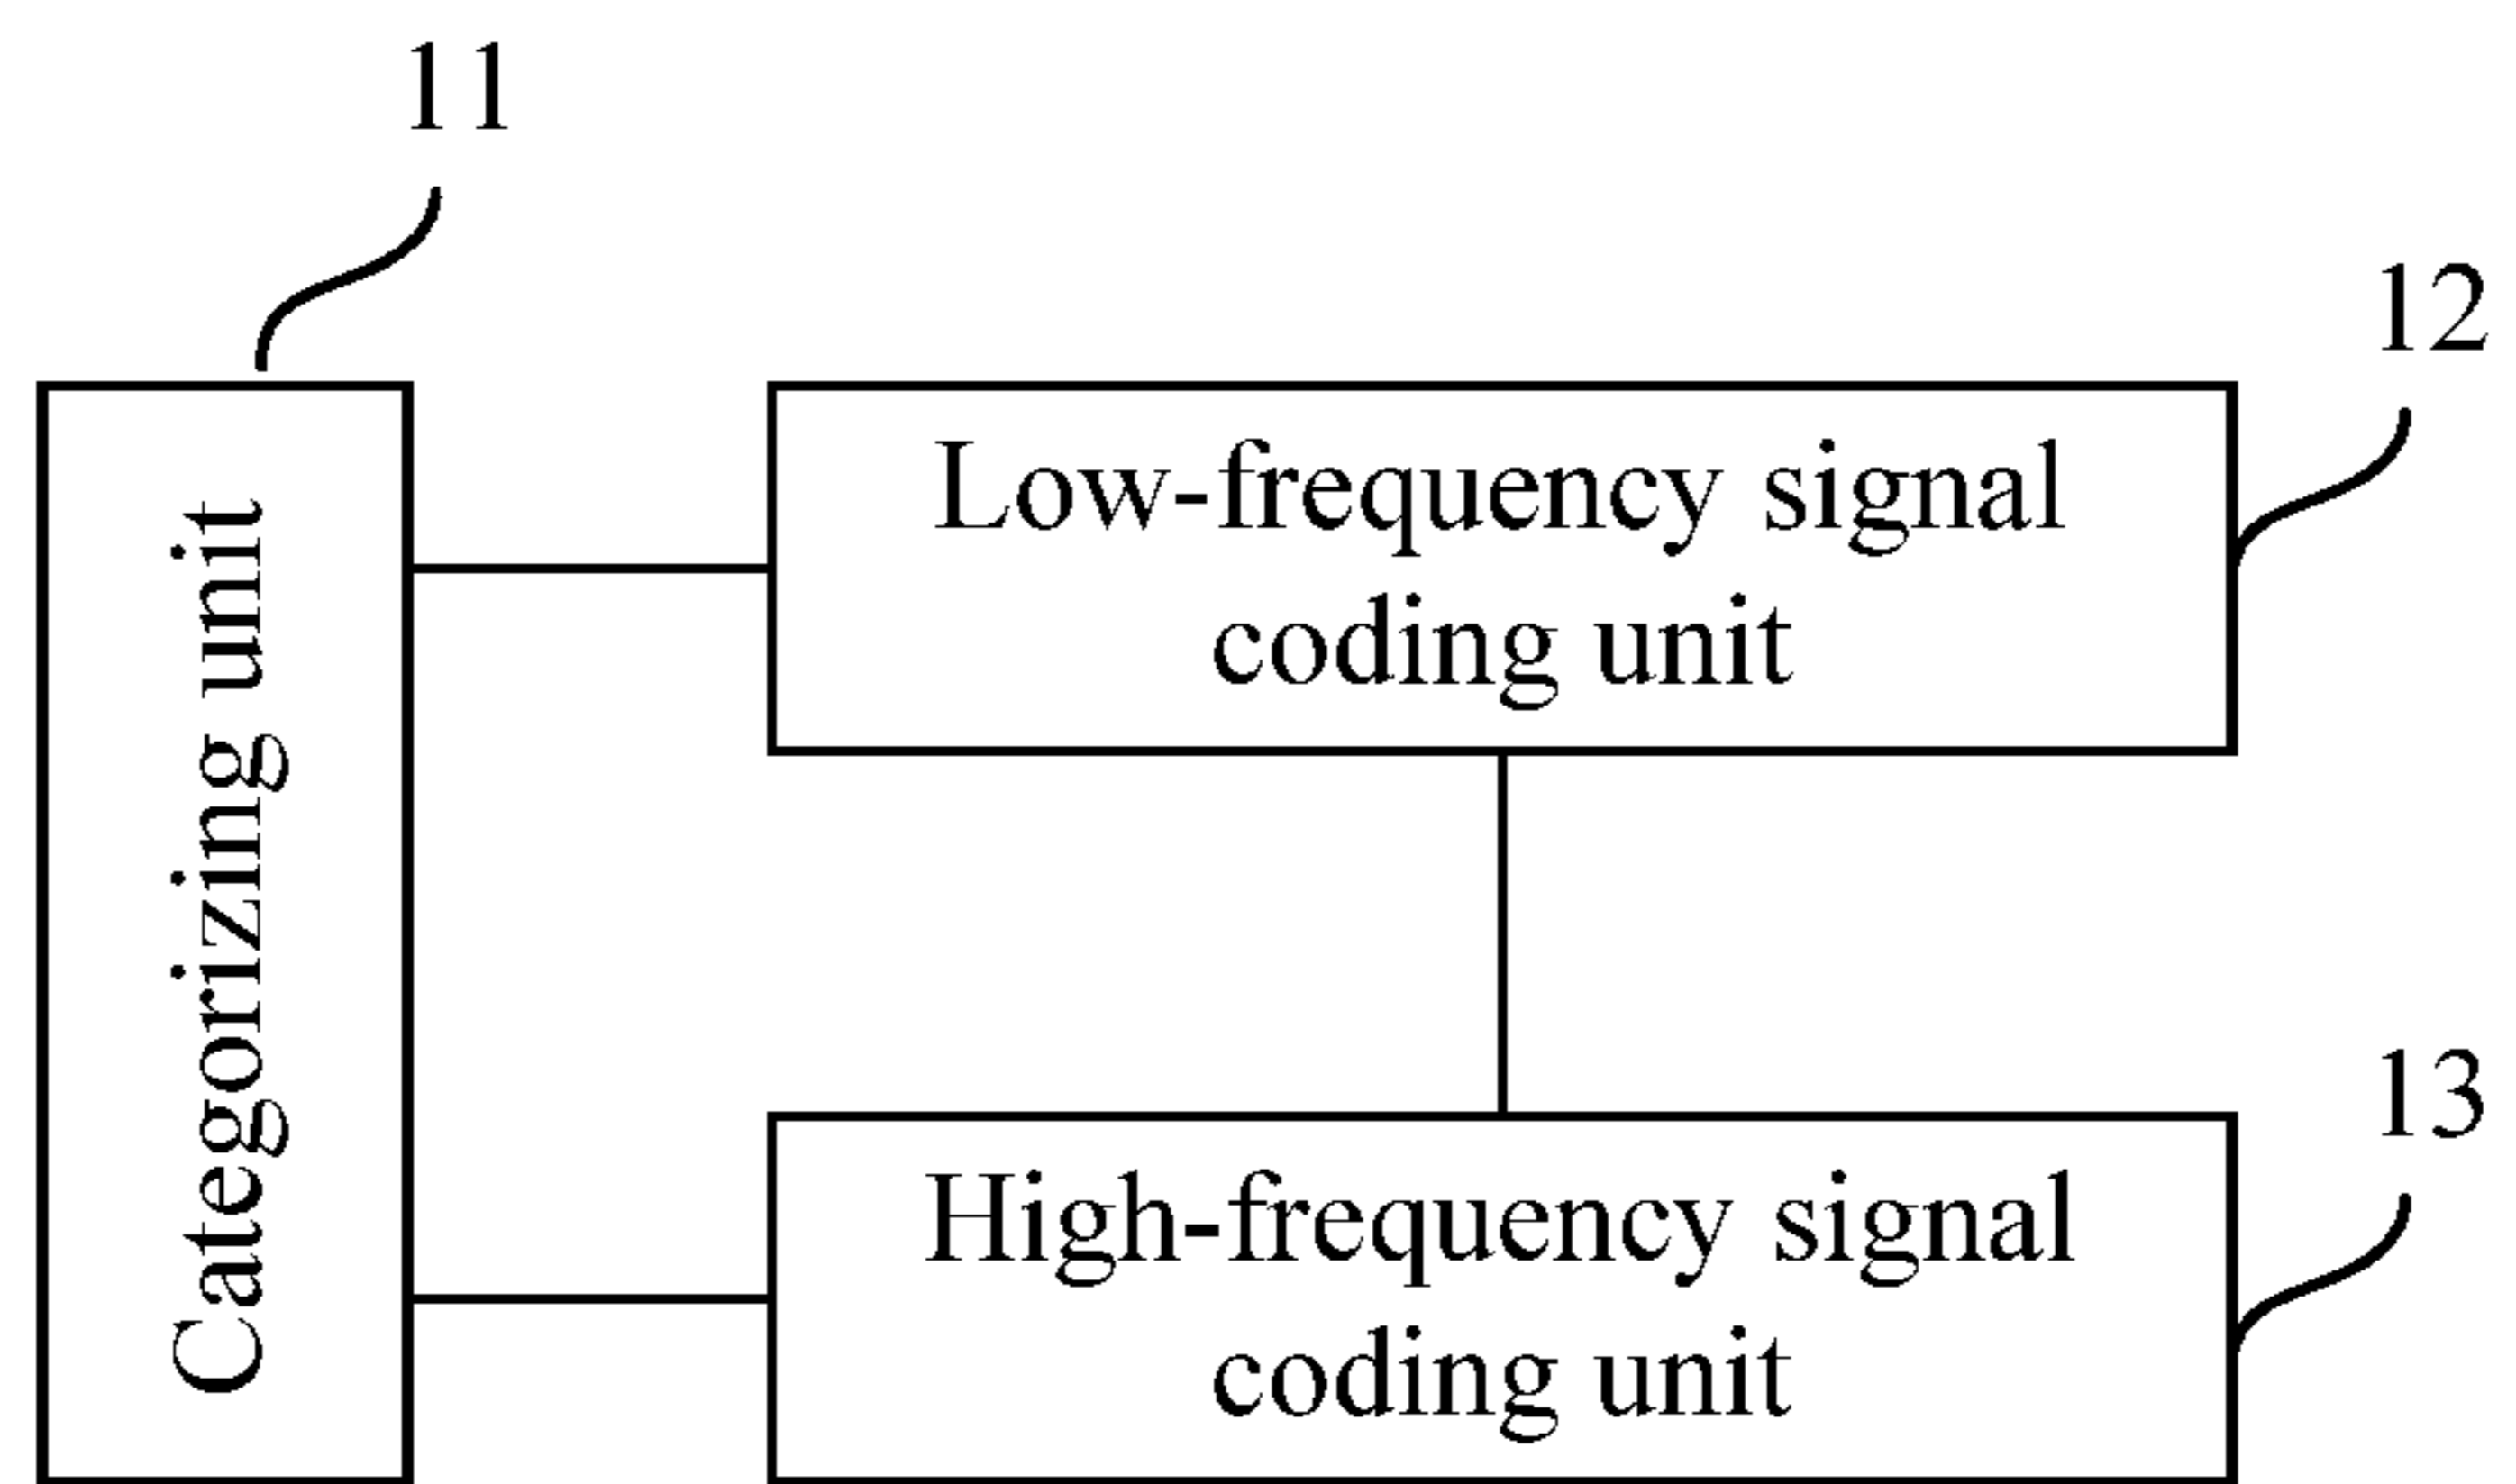 11
12
Categorizing unit
Low-frequency signal
coding unit
13
High-frequency signal
coding unit